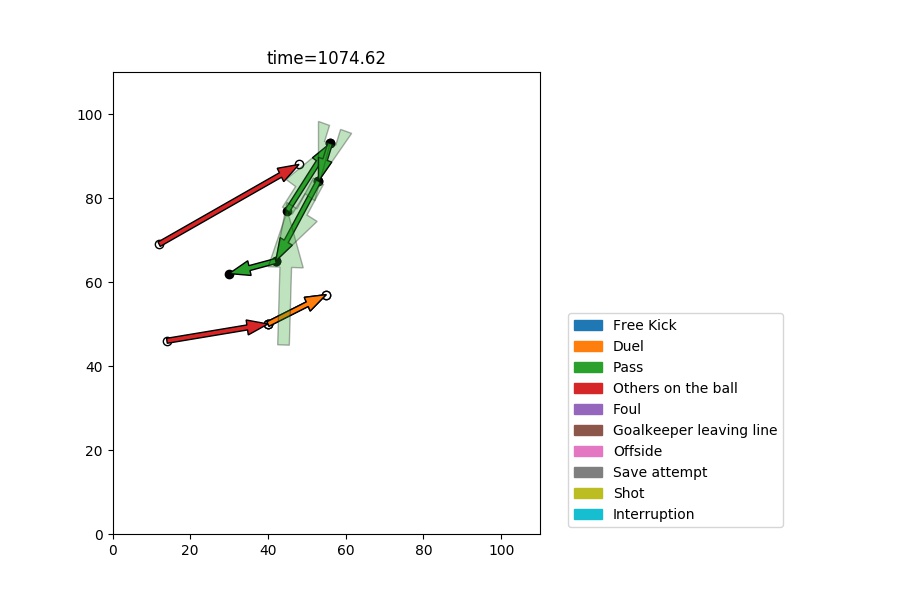 time=1074.62
100
80
60
40
20
0
0 20 40 60 80 100
Free Kick
Duel
Pass
Others on the ball
Foul
Goalkeeper leaving line
Offside
Save attempt
Shot
Interruption